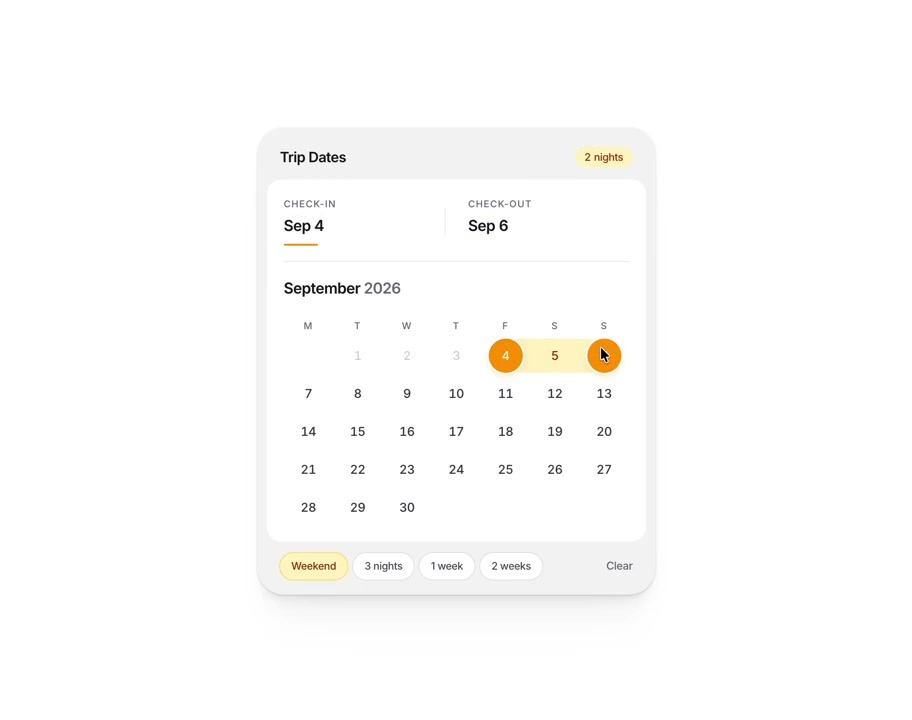 Trip Dates
2 nights
CHECK-IN
CHECK-OUT
Sep 4
Sep 6
September 2026
M T W T F S S
1 2 3 4 5
7 8 9 10 11 12 13
14 15 16 17 18 19 20
21 22 23 24 25 26 27
28 29 30
Weekend 3 nights 1 week 2 weeks Clear